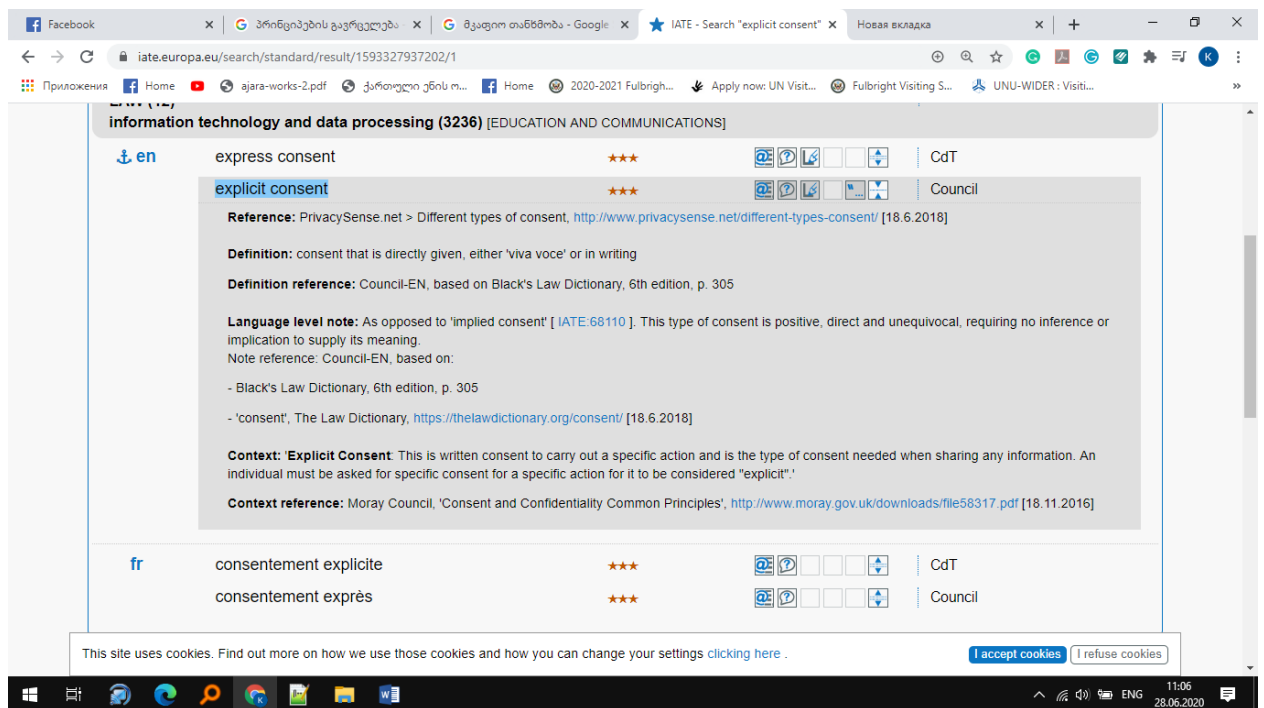 Facebook
პრინციპების გავრცელება
მკაფიო თანხმობა - Google
IATE - Search "explicit consent"
Новая вкладка
iate.europa.eu/search/standard/result/1593327937202/1
K
Приложения
Home
ajara-works-2.pdf
ქართული ენის ო...
Home
2020-2021 Fulbrigh...
Apply now: UN Visit...
Fulbright Visiting S...
UNU-WIDER : Visiti...
»
LAW (12)
information technology and data processing (3236) [EDUCATION AND COMMUNICATIONS]
en express consent ★★★ CdT
explicit consent ★★★ Council
Reference: PrivacySense.net > Different types of consent, http://www.privacysense.net/different-types-consent/ [18.6.2018]
Definition: consent that is directly given, either 'viva voce' or in writing
Definition reference: Council-EN, based on Black's Law Dictionary, 6th edition, p. 305
Language level note: As opposed to 'implied consent' [ IATE:68110 ]. This type of consent is positive, direct and unequivocal, requiring no inference or
implication to supply its meaning.
Note reference: Council-EN, based on:
- Black's Law Dictionary, 6th edition, p. 305
- 'consent', The Law Dictionary, https://thelawdictionary.org/consent/ [18.6.2018]
Context: 'Explicit Consent: This is written consent to carry out a specific action and is the type of consent needed when sharing any information. An
individual must be asked for specific consent for a specific action for it to be considered "explicit".'
Context reference: Moray Council, 'Consent and Confidentiality Common Principles', http://www.moray.gov.uk/downloads/file58317.pdf [18.11.2016]
fr consentement explicite ★★★ CdT
consentement exprès ★★★ Council
This site uses cookies. Find out more on how we use those cookies and how you can change your settings clicking here .
I accept cookies
I refuse cookies
ENG
11:06
28.06.2020